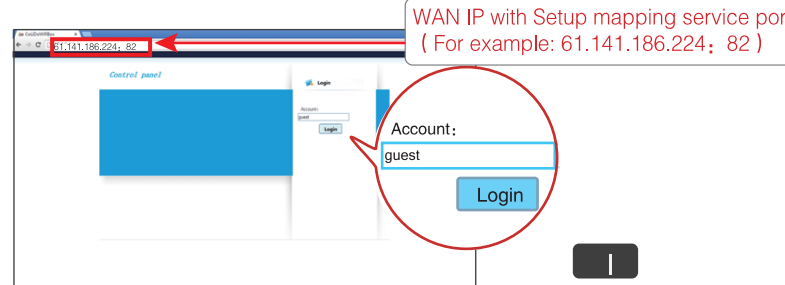 WAN IP with Setup mapping service por
( For example: 61.141.186.224：82 )
61.141.186.224：82
Control panel
Login
Account:
guest
Login
Account：
guest
Login